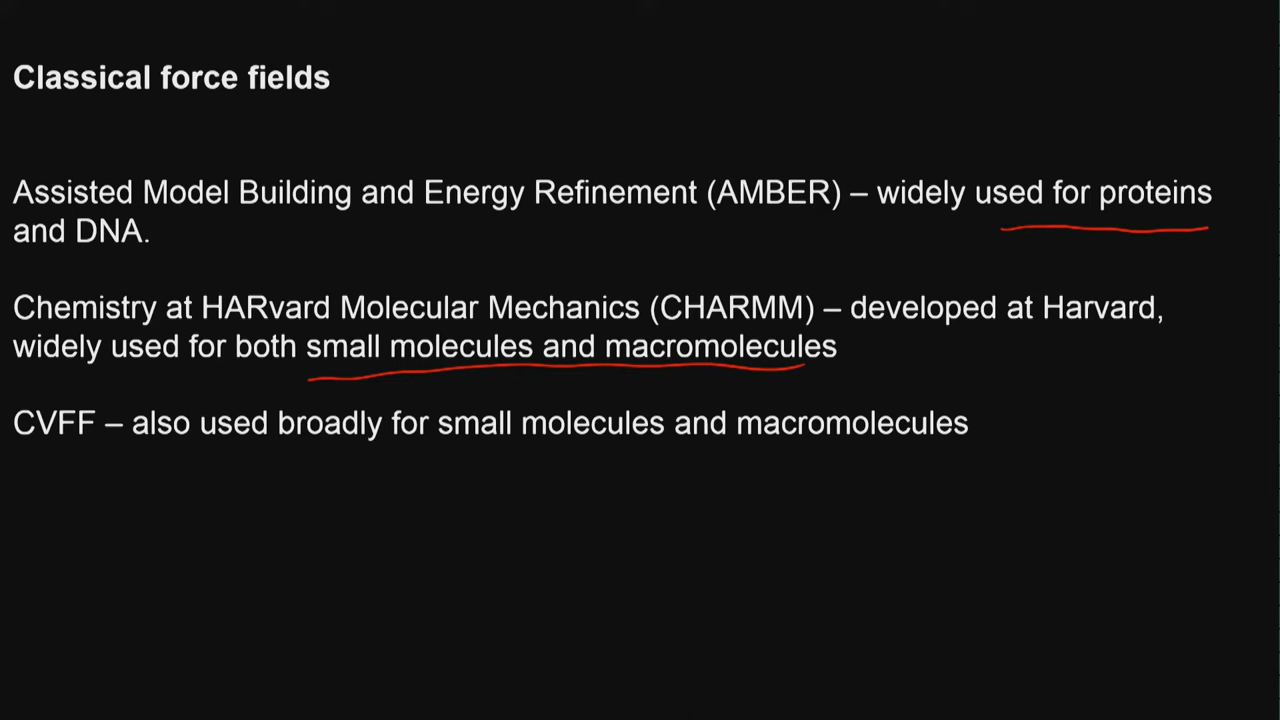 Classical force fields
Assisted Model Building and Energy Refinement (AMBER) – widely used for proteins
and DNA.
Chemistry at HARvard Molecular Mechanics (CHARMM) – developed at Harvard,
widely used for both small molecules and macromolecules
CVFF – also used broadly for small molecules and macromolecules